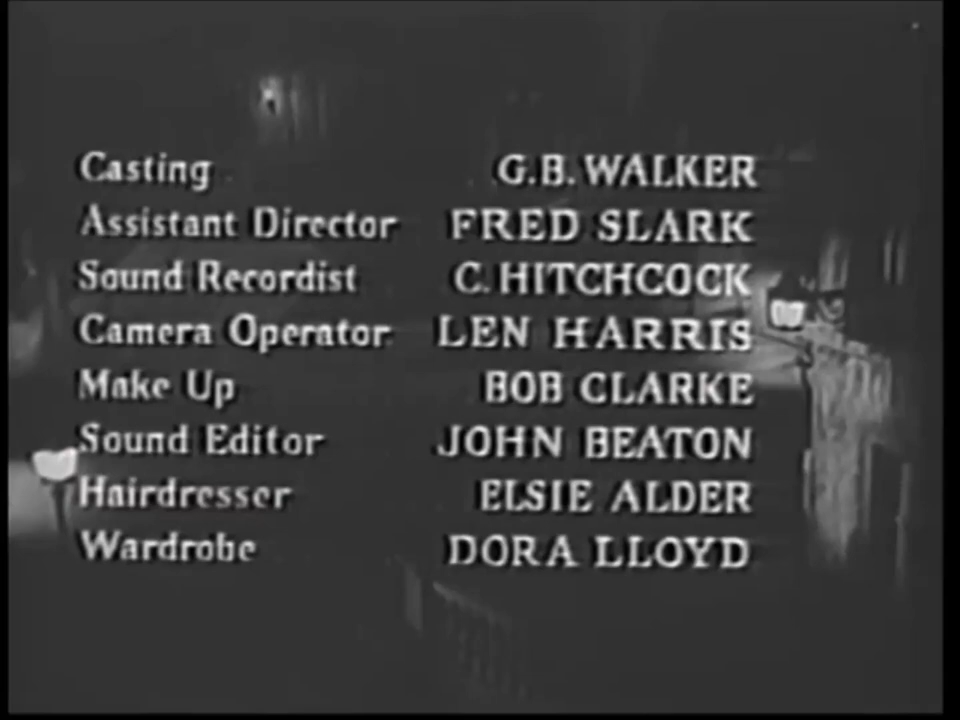 Casting G.B. WALKER
Assistant Director FRED SLARK
Sound Recordist C. HITCHCOCK
Camera Operator LEN HARRIS
Make Up BOB CLARKE
Sound Editor JOHN BEATON
Hairdresser ELSIE ALDER
Wardrobe DORA LLOYD